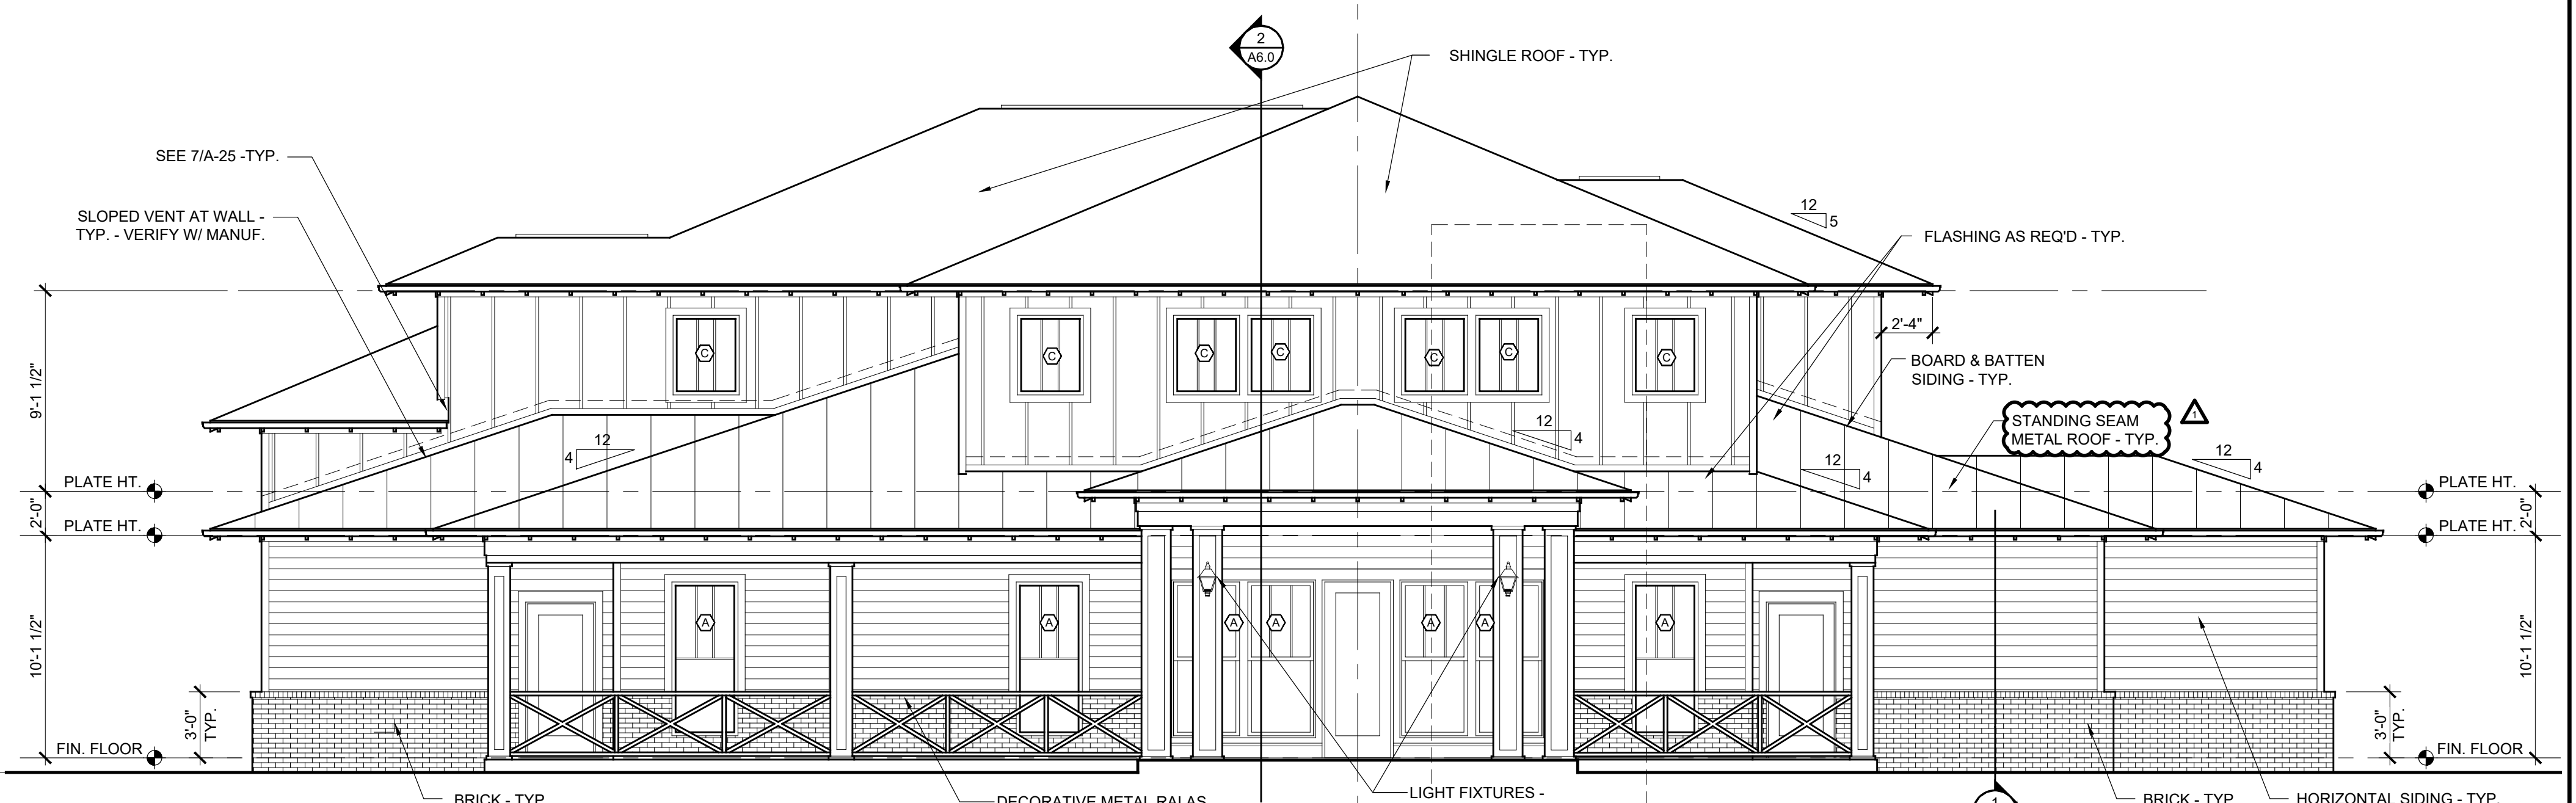 2
A6.0
SHINGLE ROOF - TYP.
SEE 7/A-25 -TYP.
SLOPED VENT AT WALL -
TYP. - VERIFY W/ MANUF.
12
5
FLASHING AS REQ'D - TYP.
2'-4"
BOARD & BATTEN
SIDING - TYP.
C
C
C
C
C
C
C
9'-1 1/2"
STANDING SEAM
METAL ROOF - TYP.
1
12
4
12
4
12
4
12
4
PLATE HT.
PLATE HT.
2'-0"
2'-0"
PLATE HT.
PLATE HT.
A
A
A
A
A
A
A
10'-1 1/2"
10'-1 1/2"
3'-0"
TYP.
3'-0"
TYP.
FIN. FLOOR
FIN. FLOOR
BRICK - TYP.
DECORATIVE METAL RALAS
LIGHT FIXTURES -
1
BRICK - TYP.
HORIZONTAL SIDING - TYP.